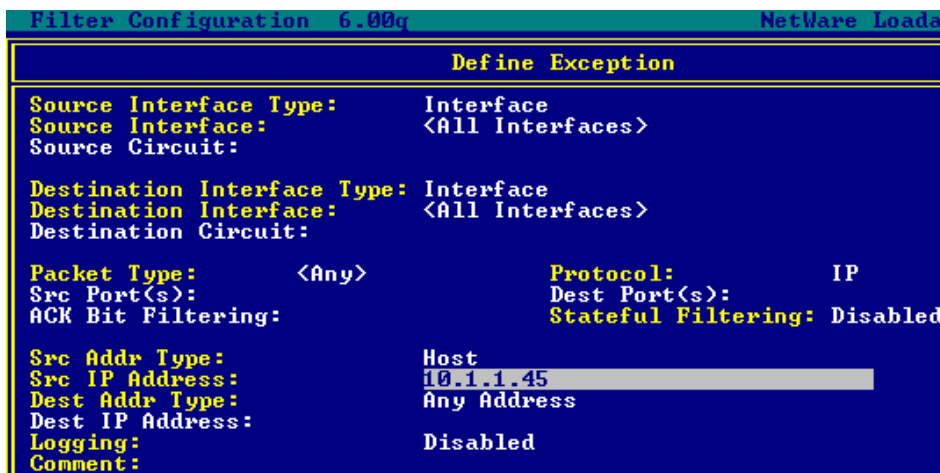 Filter Configuration 6.00q NetWare Loada
Define Exception
Source Interface Type: Interface
Source Interface: <All Interfaces>
Source Circuit:
Destination Interface Type: Interface
Destination Interface: <All Interfaces>
Destination Circuit:
Packet Type: <Any> Protocol: IP
Src Port(s): Dest Port(s):
ACK Bit Filtering: Stateful Filtering: Disabled
Src Addr Type: Host
Src IP Address: 10.1.1.45
Dest Addr Type: Any Address
Dest IP Address:
Logging: Disabled
Comment: